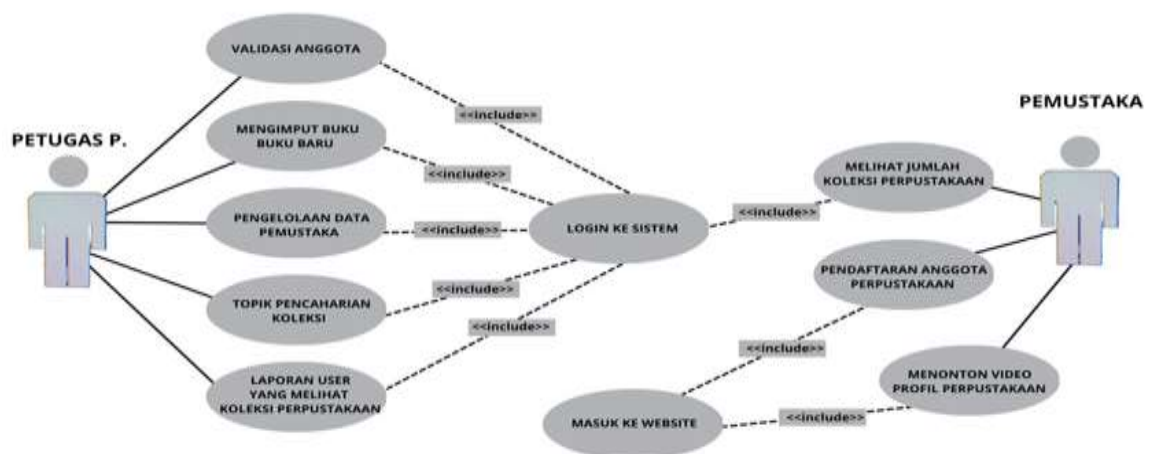 PETUGAS P.
VALIDASI ANGGOTA
MENGIMPUT BUKU
BUKU BARU
PENGELOLAAN DATA
PEMUSTAKA
TOPIK PENCAHARIAN
KOLEKSI
LAPORAN USER
YANG MELIHAT
KOLEKSI PERPUSTAKAAN
<<include>>
<<include>>
<<include>>
<<include>>
<<include>>
LOGIN KE SISTEM
<<include>>
PEMUSTAKA
MELIHAT JUMLAH
KOLEKSI PERPUSTAKAAN
PENDAFTARAN ANGGOTA
PERPUSTAKAAN
MENONTON VIDEO
PROFIL PERPUSTAKAAN
<<include>>
<<include>>
MASUK KE WEBSITE